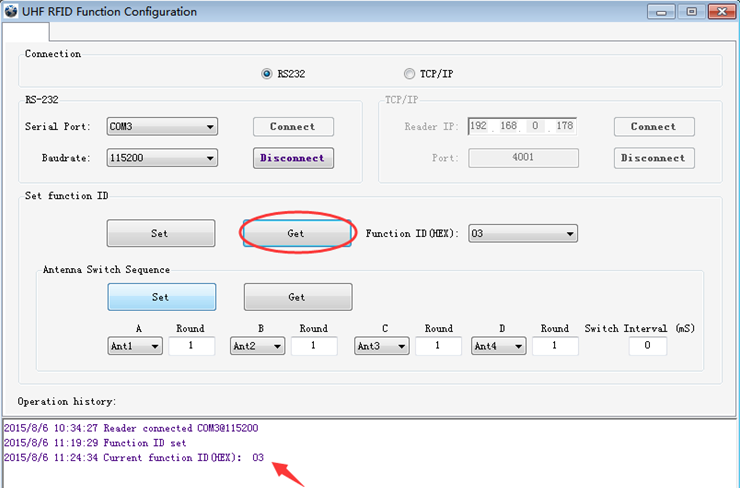 UHF RFID Function Configuration
Connection
RS232 TCP/IP
RS-232 TCP/IP
Serial Port: COM3 Connect Reader IP: 192 . 168 . 0 . 178 Connect
Baudrate: 115200 Disconnect Port: 4001 Disconnect
Set function ID
Set Get Function ID(HEX): 03
Antenna Switch Sequence
Set Get
A Round B Round C Round D Round Switch Interval (mS)
Ant1 1 Ant2 1 Ant3 1 Ant4 1 0
Operation history:
2015/8/6 10:34:27 Reader connected COM3@115200
2015/8/6 11:19:29 Function ID set
2015/8/6 11:24:34 Current function ID(HEX): 03